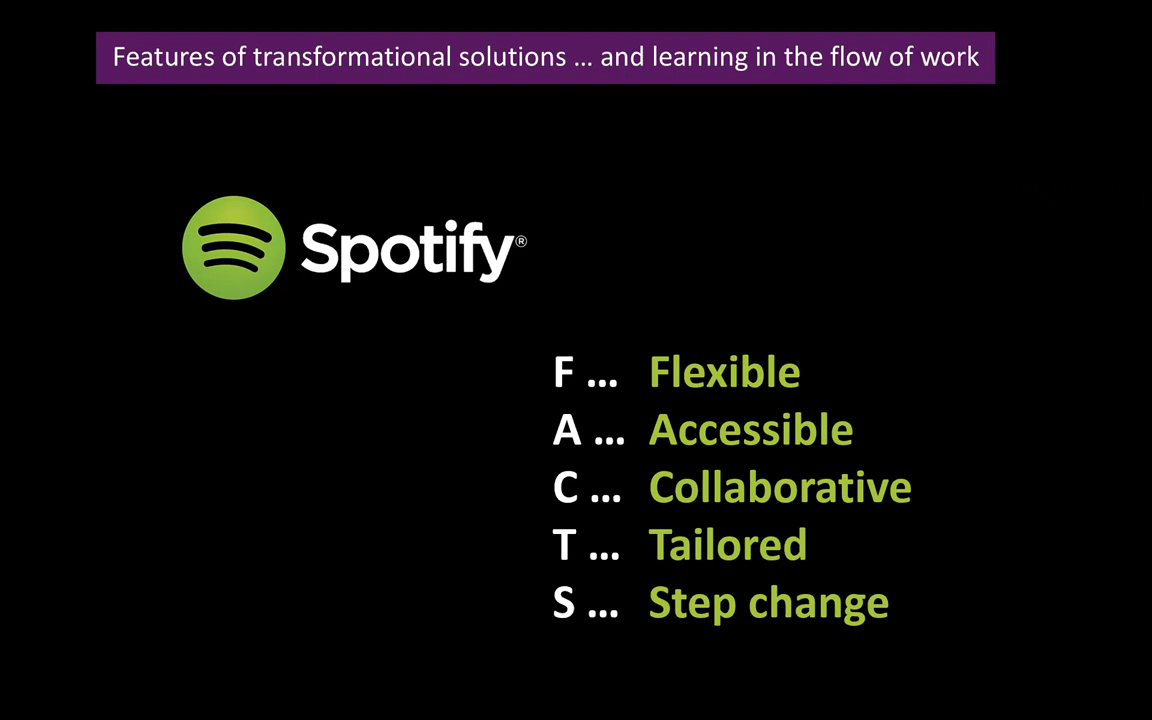 Features of transformational solutions … and learning in the flow of work
Spotify®
F … Flexible
A … Accessible
C … Collaborative
T … Tailored
S … Step change